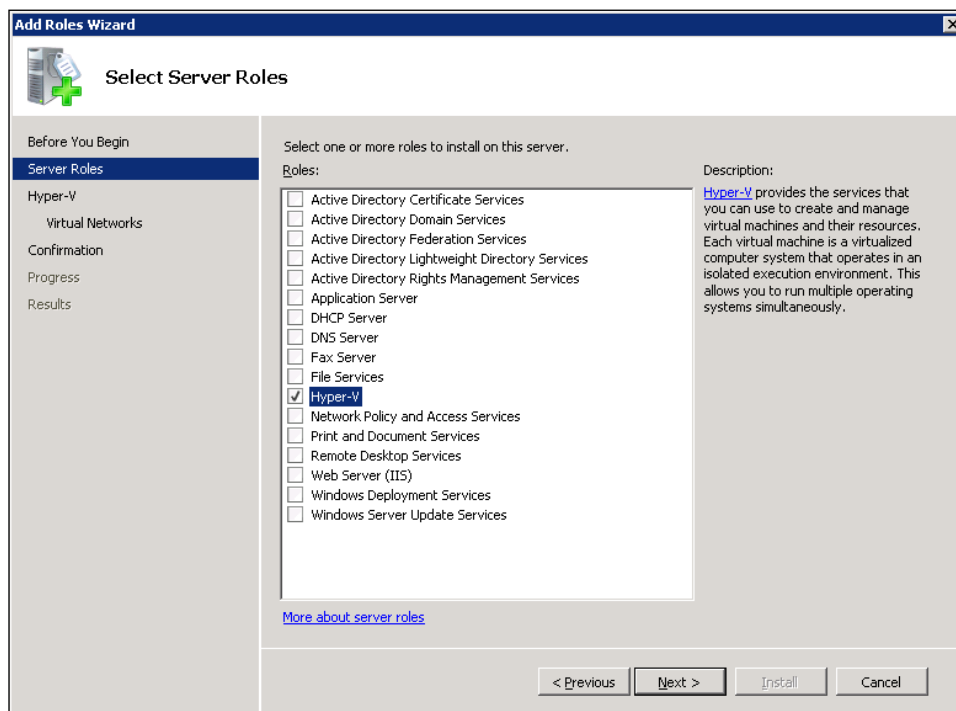 Add Roles Wizard
Select Server Roles
Before You Begin
Server Roles
Hyper-V
Virtual Networks
Confirmation
Progress
Results
Select one or more roles to install on this server.
Roles:
Active Directory Certificate Services
Active Directory Domain Services
Active Directory Federation Services
Active Directory Lightweight Directory Services
Active Directory Rights Management Services
Application Server
DHCP Server
DNS Server
Fax Server
File Services
Hyper-V
Network Policy and Access Services
Print and Document Services
Remote Desktop Services
Web Server (IIS)
Windows Deployment Services
Windows Server Update Services
More about server roles
Description:
Hyper-V provides the services that
you can use to create and manage
virtual machines and their resources.
Each virtual machine is a virtualized
computer system that operates in an
isolated execution environment. This
allows you to run multiple operating
systems simultaneously.
< Previous
Next >
Install
Cancel